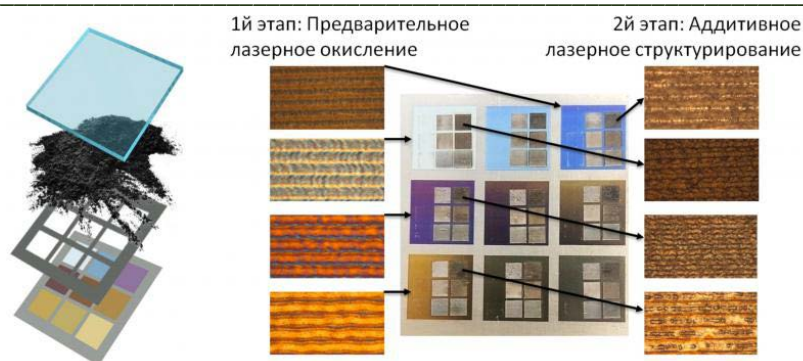 1й этап: Предварительное
лазерное окисление
2й этап: Аддитивное
лазерное структурирование